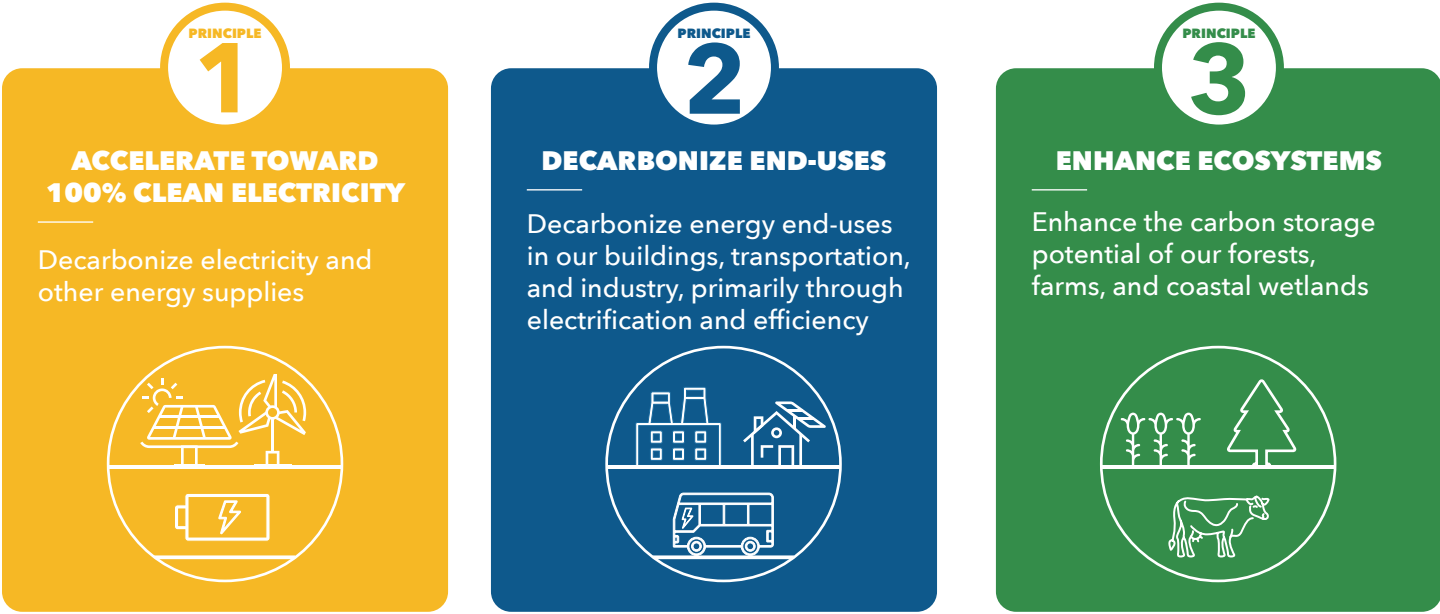 PRINCIPLE
1
ACCELERATE TOWARD
100% CLEAN ELECTRICITY
Decarbonize electricity and
other energy supplies
PRINCIPLE
2
DECARBONIZE END-USES
Decarbonize energy end-uses
in our buildings, transportation,
and industry, primarily through
electrification and efficiency
PRINCIPLE
3
ENHANCE ECOSYSTEMS
Enhance the carbon storage
potential of our forests,
farms, and coastal wetlands